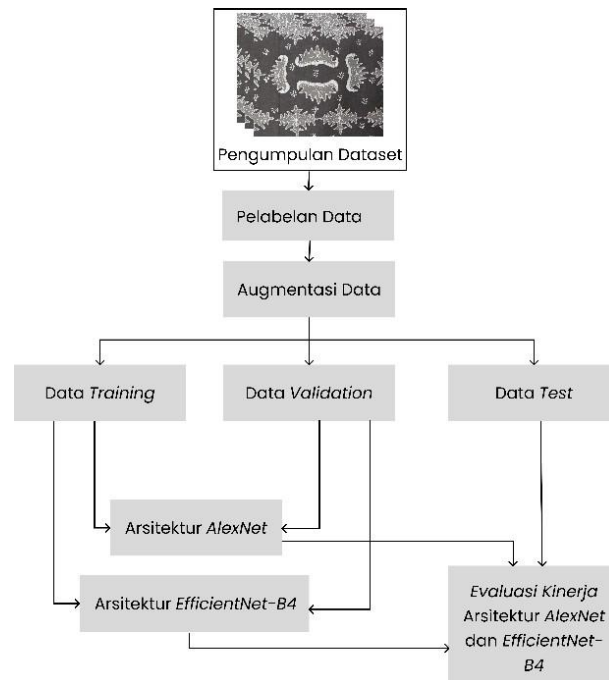 Pengumpulan Dataset
Pelabelan Data
Augmentasi Data
Data Training
Data Validation
Data Test
Arsitektur AlexNet
Arsitektur EfficientNet-B4
Evaluasi Kinerja
Arsitektur AlexNet
dan EfficientNet-
B4